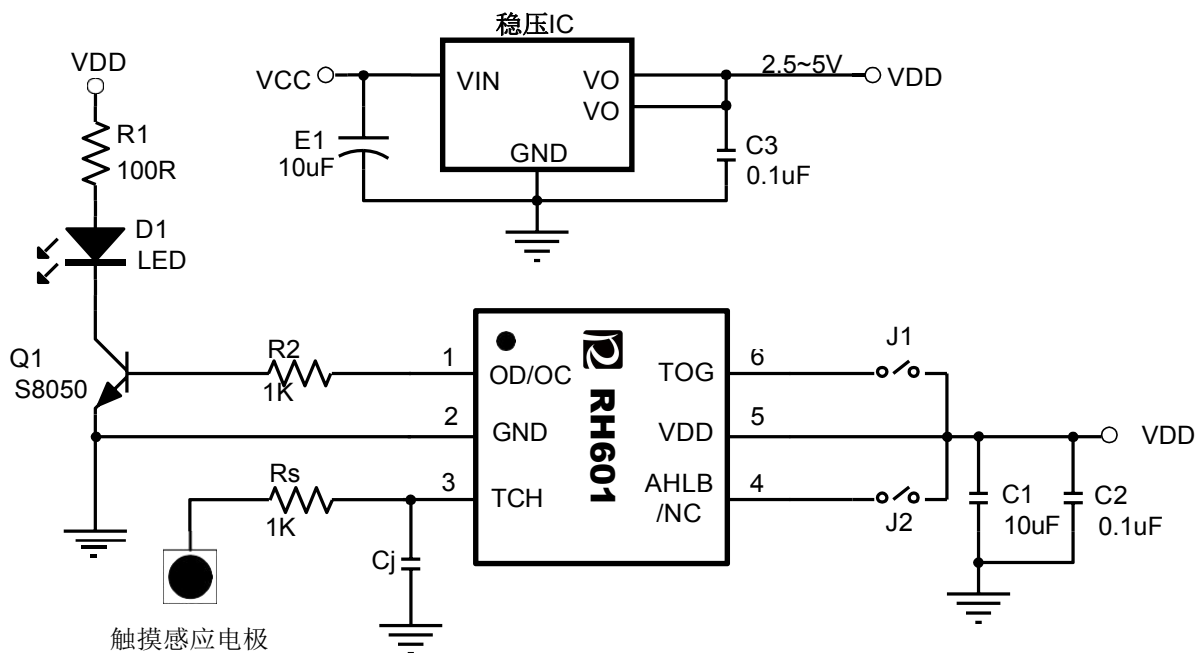 稳压IC
VDD
VCC
VIN
VO
2.5~5V
VDD
VO
R1
100R
E1
10uF
GND
C3
0.1uF
D1
LED
Q1
S8050
R2
1K
1
OD/OC
RH601
TOG
6
J1
2
GND
VDD
5
VDD
Rs
1K
3
TCH
AHLB
/NC
4
J2
C1
10uF
C2
0.1uF
Cj
触摸感应电极